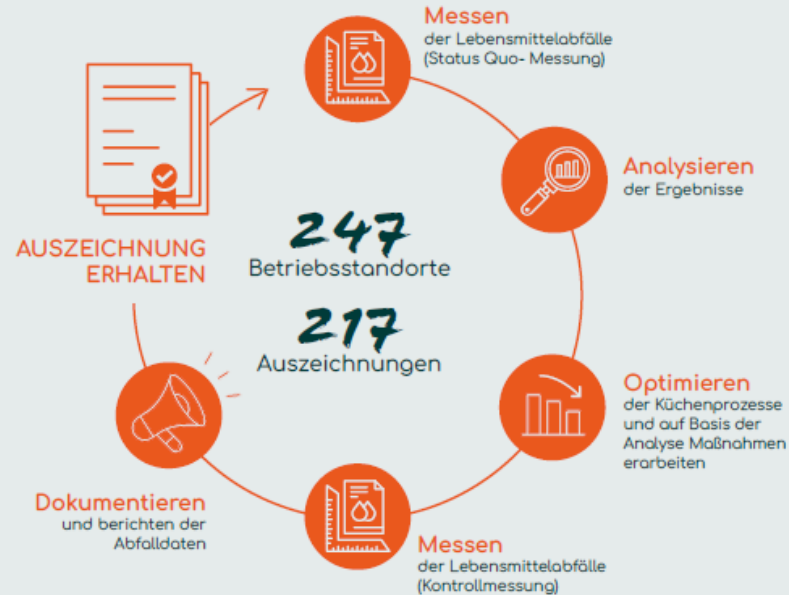 Messen
der Lebensmittelabfälle
(Status Quo- Messung)
Analysieren
der Ergebnisse
AUSZEICHNUNG
ERHALTEN
247
Betriebsstandorte
217
Auszeichnungen
Optimieren
der Küchenprozesse
und auf Basis der
Analyse Maßnahmen
erarbeiten
Dokumentieren
und berichten der
Abfalldaten
Messen
der Lebensmittelabfälle
(Kontrollmessung)